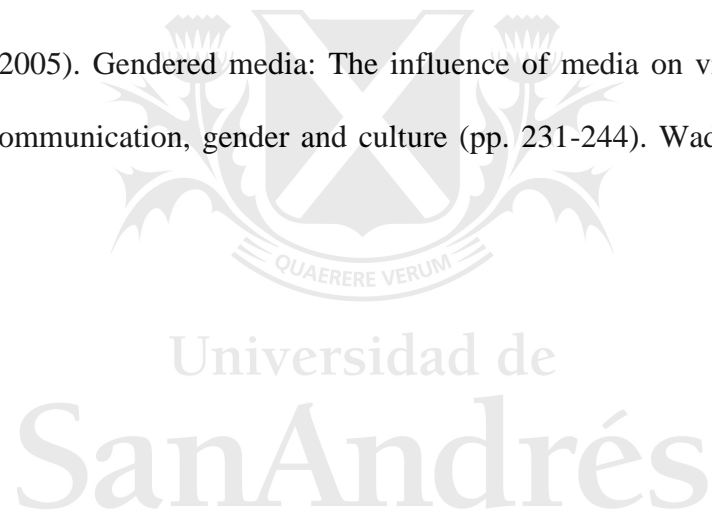 2005). Gendered media: The influence of media on v
ommunication, gender and culture (pp. 231-244). Wad
QUAERERE VERUM
Universidad de
SanAndrés